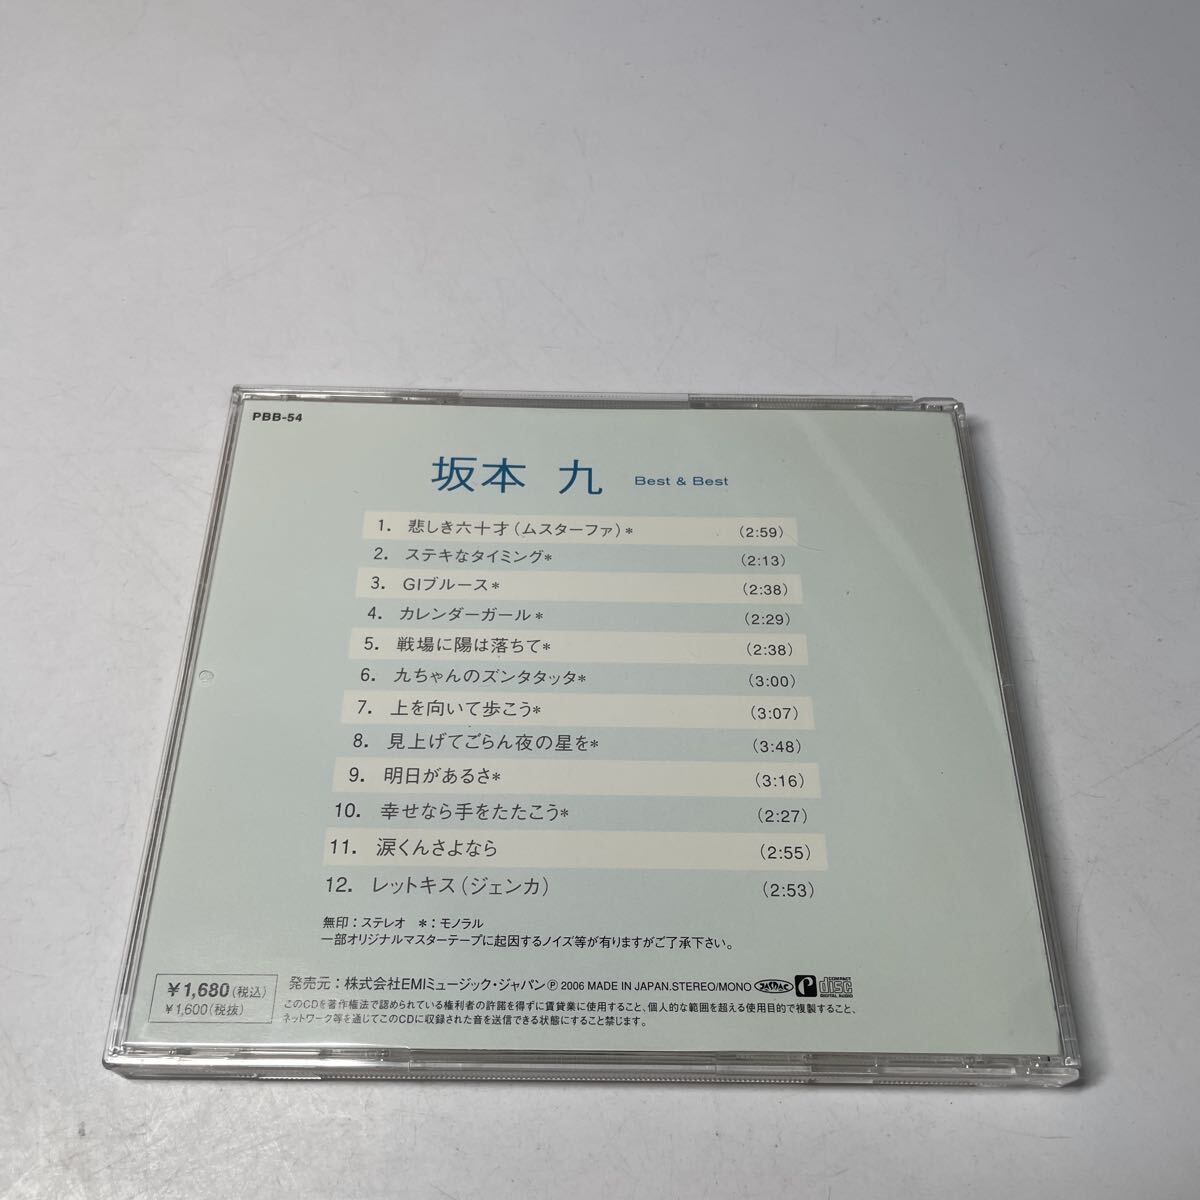 PBB-54
坂本 九 Best & Best
1. 悲しき六十才（ムスターファ）* （2:59）
2. ステキなタイミング* （2:13）
3. GIブルース* （2:38）
4. カレンダーガール* （2:29）
5. 戦場に陽は落ちて* （2:38）
6. 九ちゃんのズンタタッタ* （3:00）
7. 上を向いて歩こう* （3:07）
8. 見上げてごらん夜の星を* （3:48）
9. 明日があるさ* （3:16）
10. 幸せなら手をたたこう* （2:27）
11. 涙くんさよなら （2:55）
12. レットキス（ジェンカ） （2:53）
無印：ステレオ *：モノラル
一部オリジナルマスターテープに起因するノイズ等が有りますがご了承下さい。
¥1,680（税込）
¥1,600（税抜）
発売元：株式会社EMIミュージック・ジャパン Ⓟ 2006 MADE IN JAPAN.STEREO/MONO JASRAC P COMPACT disc DIGITAL AUDIO
このCDを著作権法で認められている権利者の許諾を得ずに賃貸業に使用すること、個人的な範囲を超える使用目的で複製すること、
ネットワーク等を通じてこのCDに収録された音を送信できる状態にすることを禁じます。